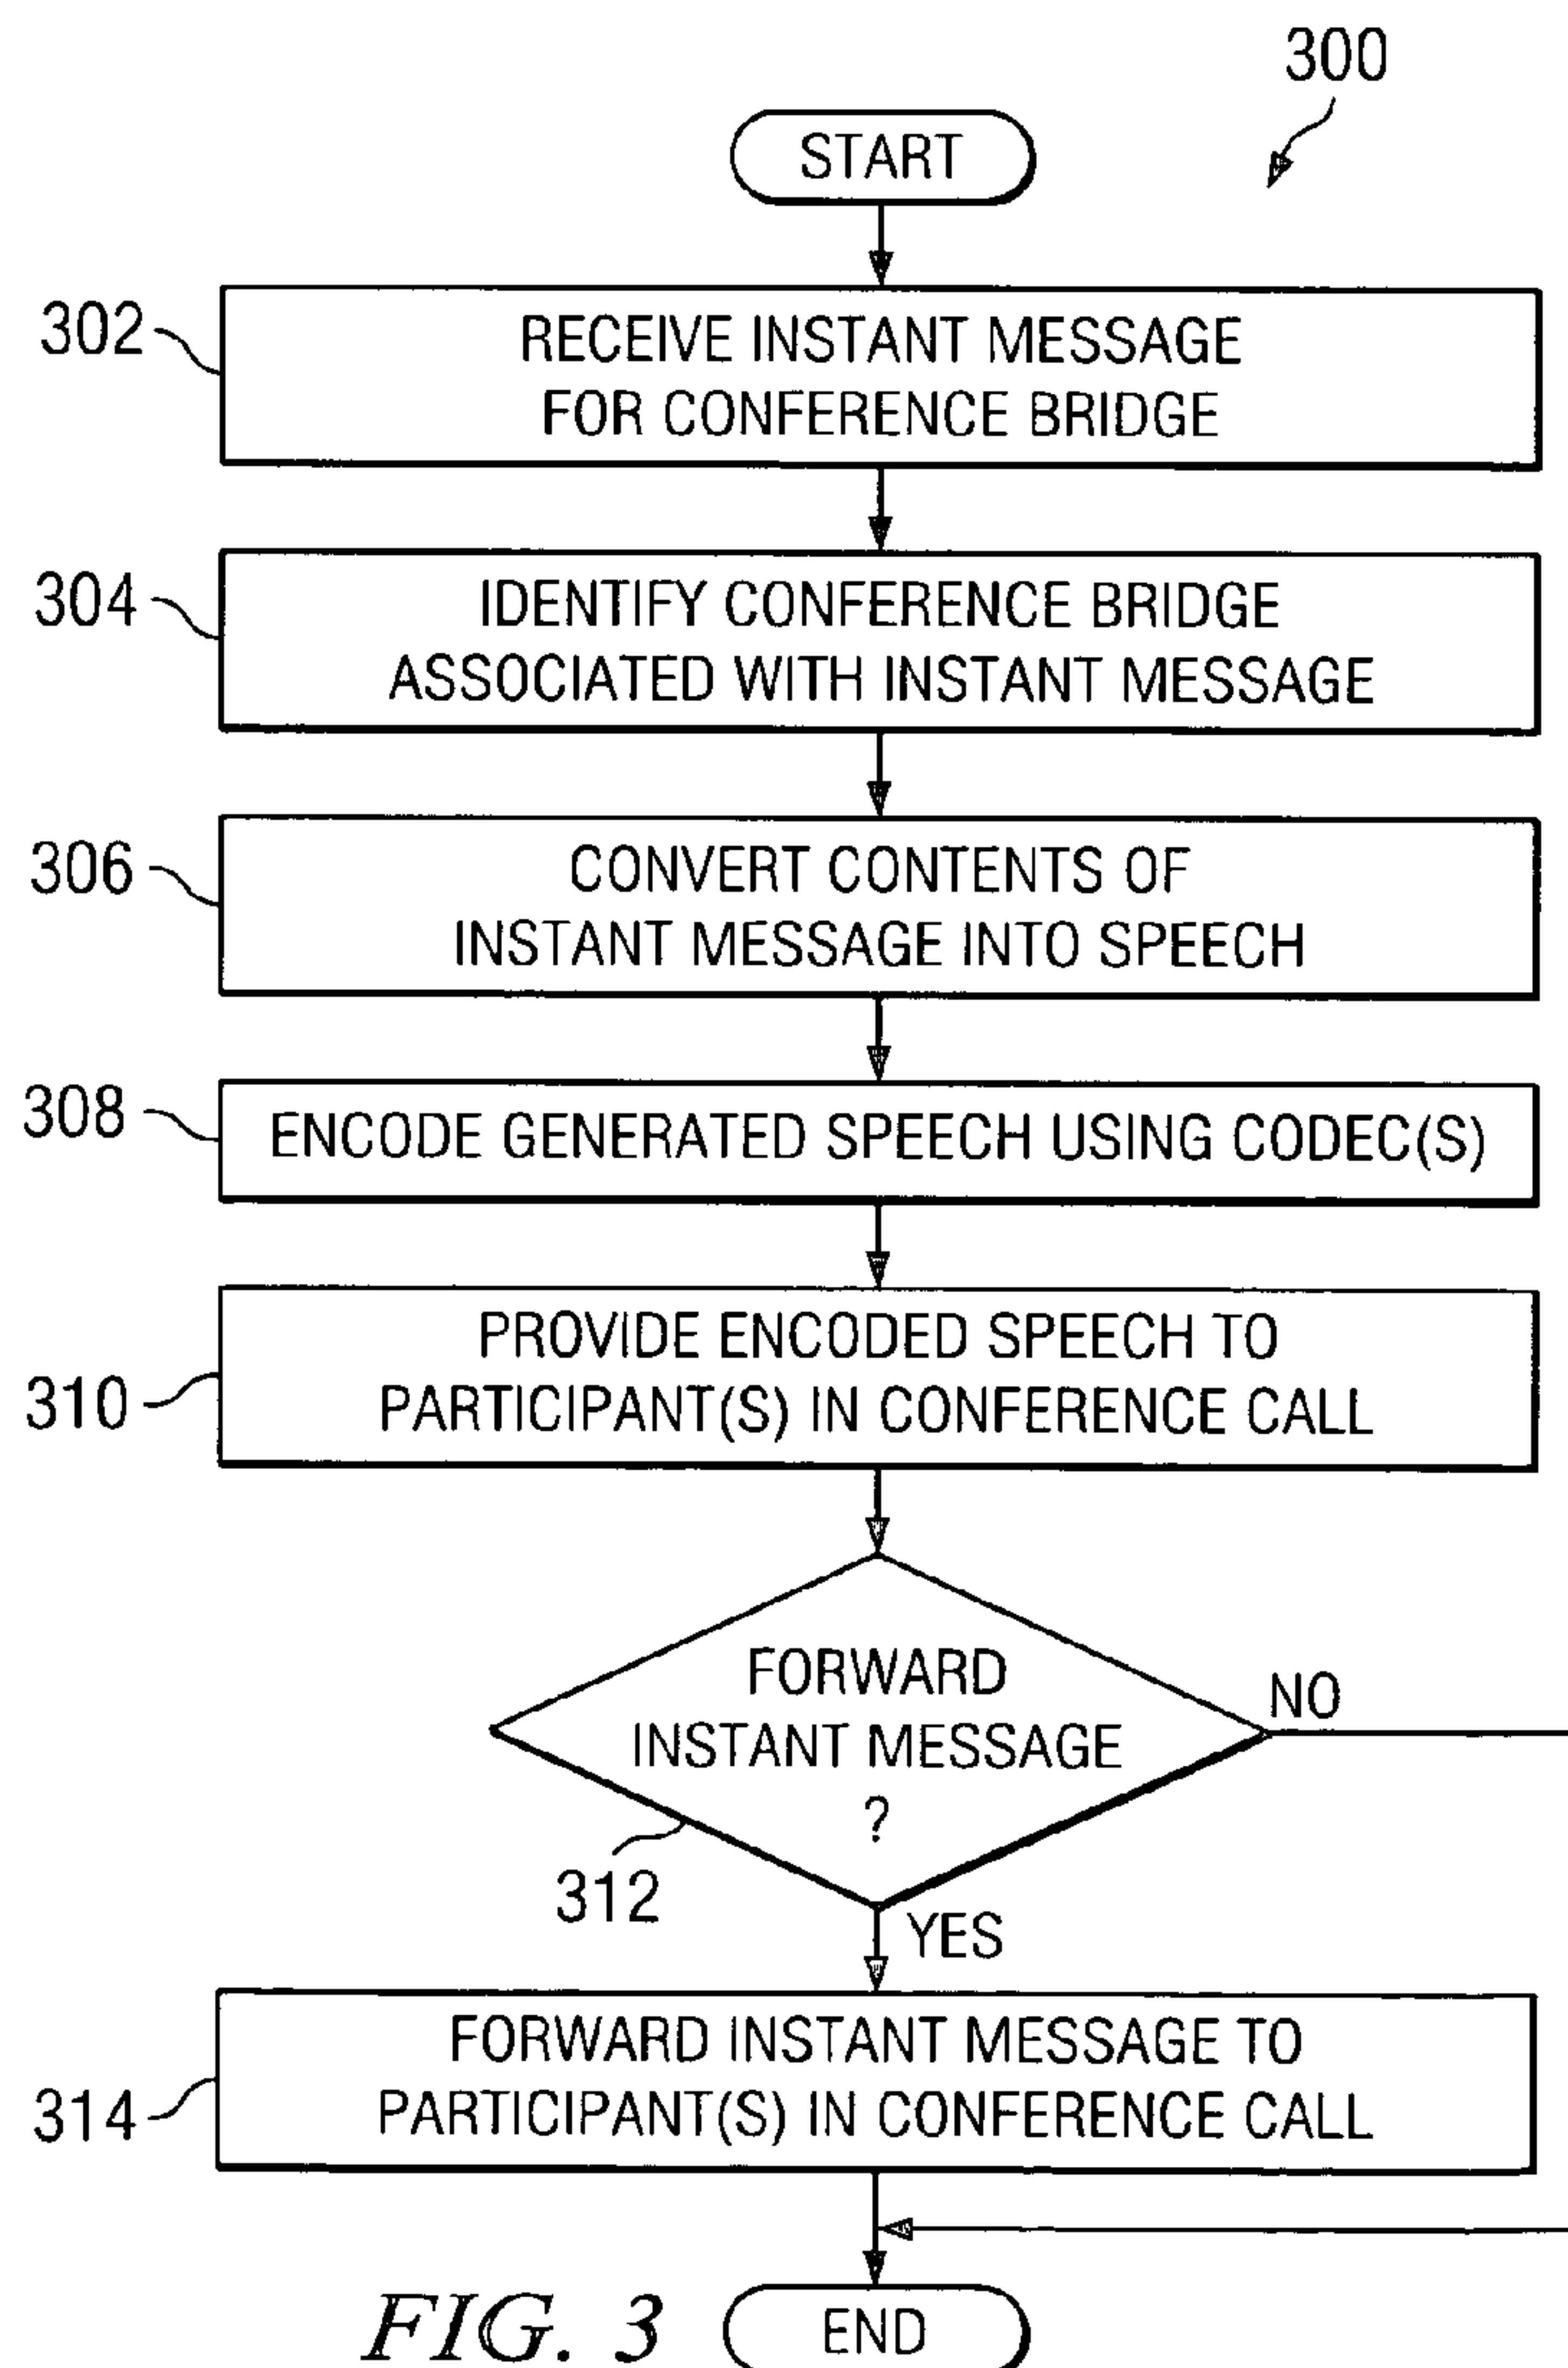 300
START
302
RECEIVE INSTANT MESSAGE
FOR CONFERENCE BRIDGE
304
IDENTIFY CONFERENCE BRIDGE
ASSOCIATED WITH INSTANT MESSAGE
306
CONVERT CONTENTS OF
INSTANT MESSAGE INTO SPEECH
308
ENCODE GENERATED SPEECH USING CODEC(S)
310
PROVIDE ENCODED SPEECH TO
PARTICIPANT(S) IN CONFERENCE CALL
FORWARD
INSTANT MESSAGE
?
NO
312
YES
314
FORWARD INSTANT MESSAGE TO
PARTICIPANT(S) IN CONFERENCE CALL
FIG. 3
END